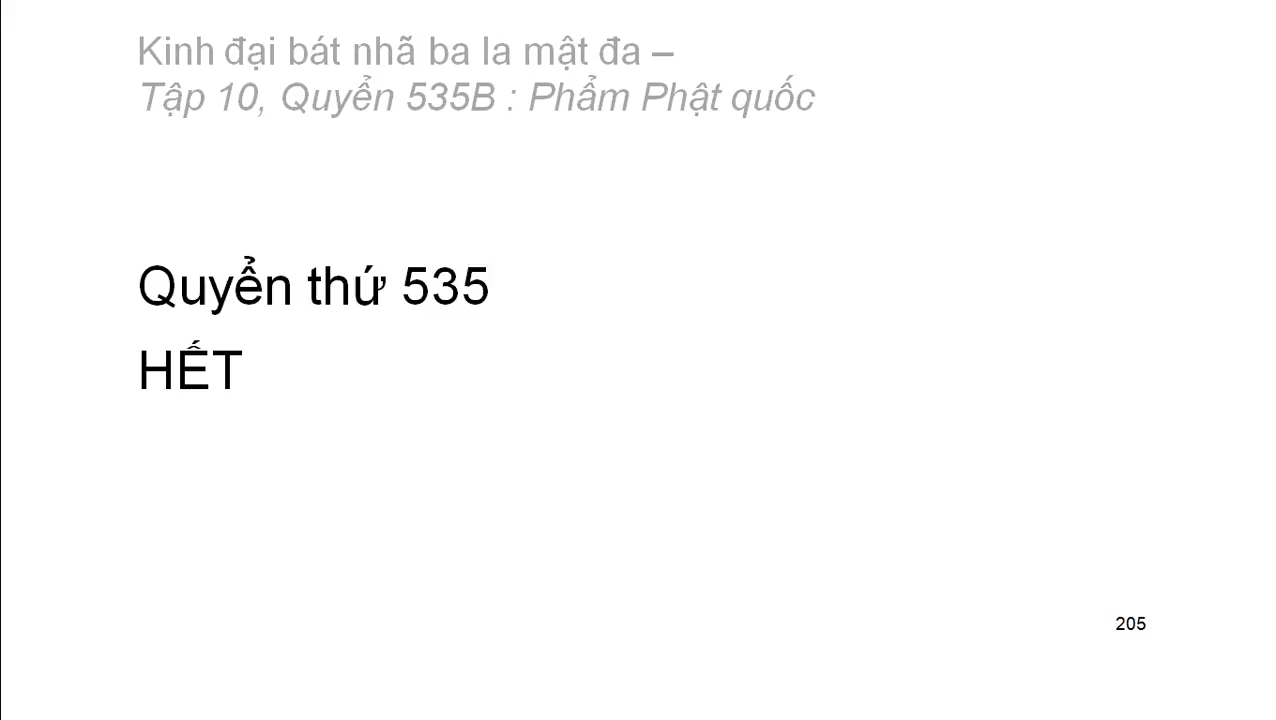 Kinh đại bát nhã ba la mật đa –
Tập 10, Quyển 535B : Phẩm Phật quốc
Quyển thứ 535
HẾT
205